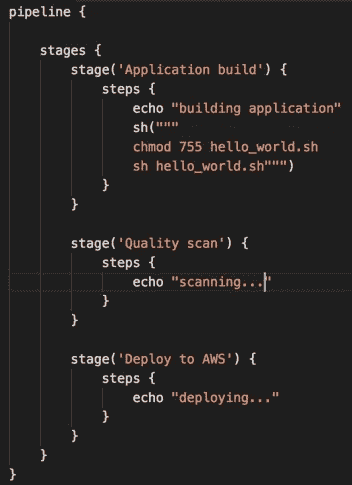 pipeline {
stages {
stage('Application build') {
steps {
echo "building application"
sh("""
chmod 755 hello_world.sh
sh hello_world.sh""")
}
}
stage('Quality scan') {
steps {
echo "scanning..."
}
}
stage('Deploy to AWS') {
steps {
echo "deploying..."
}
}
}
}